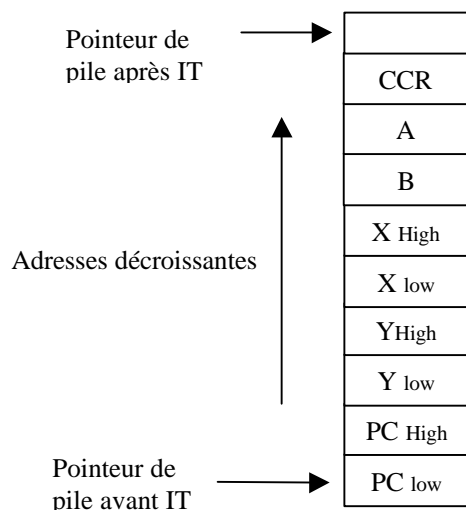 Pointeur de
pile après IT
CCR
A
B
X High
X low
Adresses décroissantes
YHigh
Y low
PC High
Pointeur de
pile avant IT
PC low